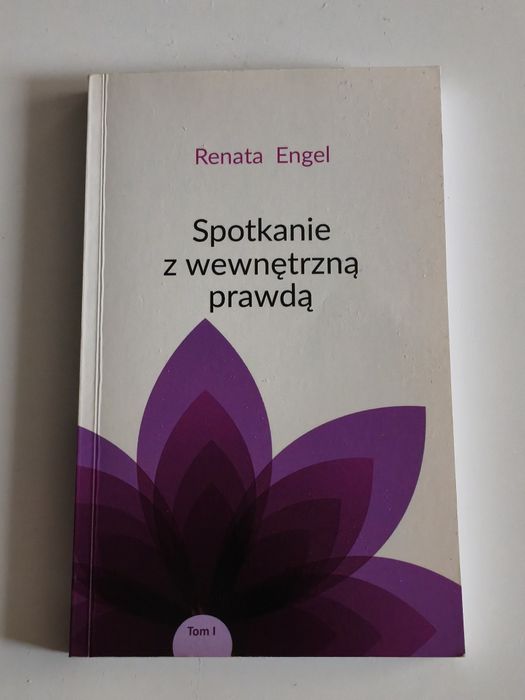 Renata Engel
Spotkanie
z wewnętrzną
prawdą
Tom I